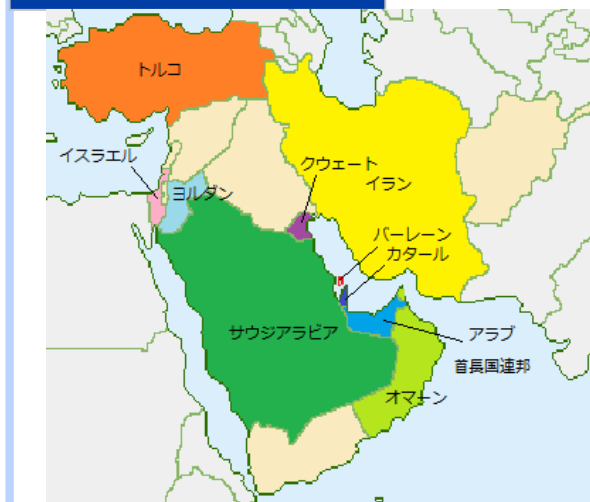 トルコ
イスラエル
ヨルダン
クウェート
イラン
バーレーン
カタール
サウジアラビア
アラブ
首長国連邦
オマーン